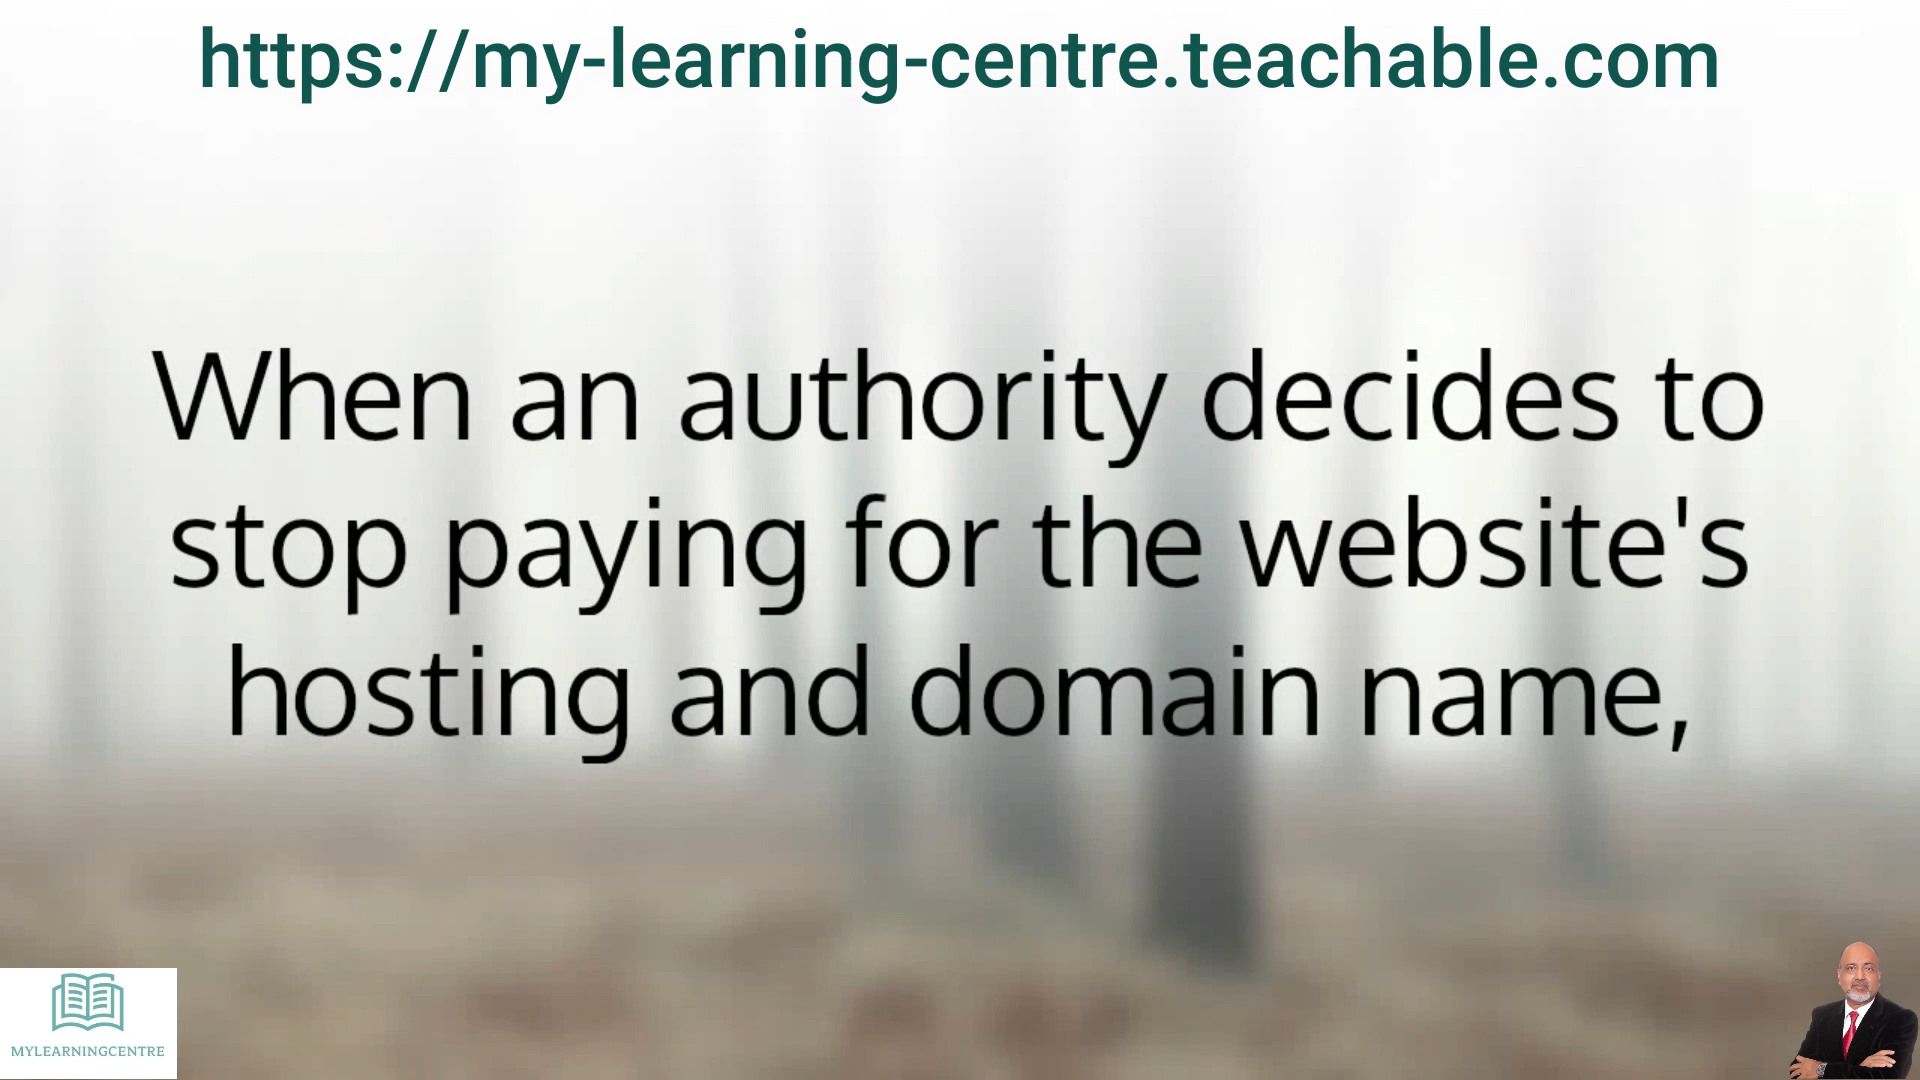 https://my-learning-centre.teachable.com
When an authority decides to
stop paying for the website's
hosting and domain name,
MYLEARNINGCENTRE